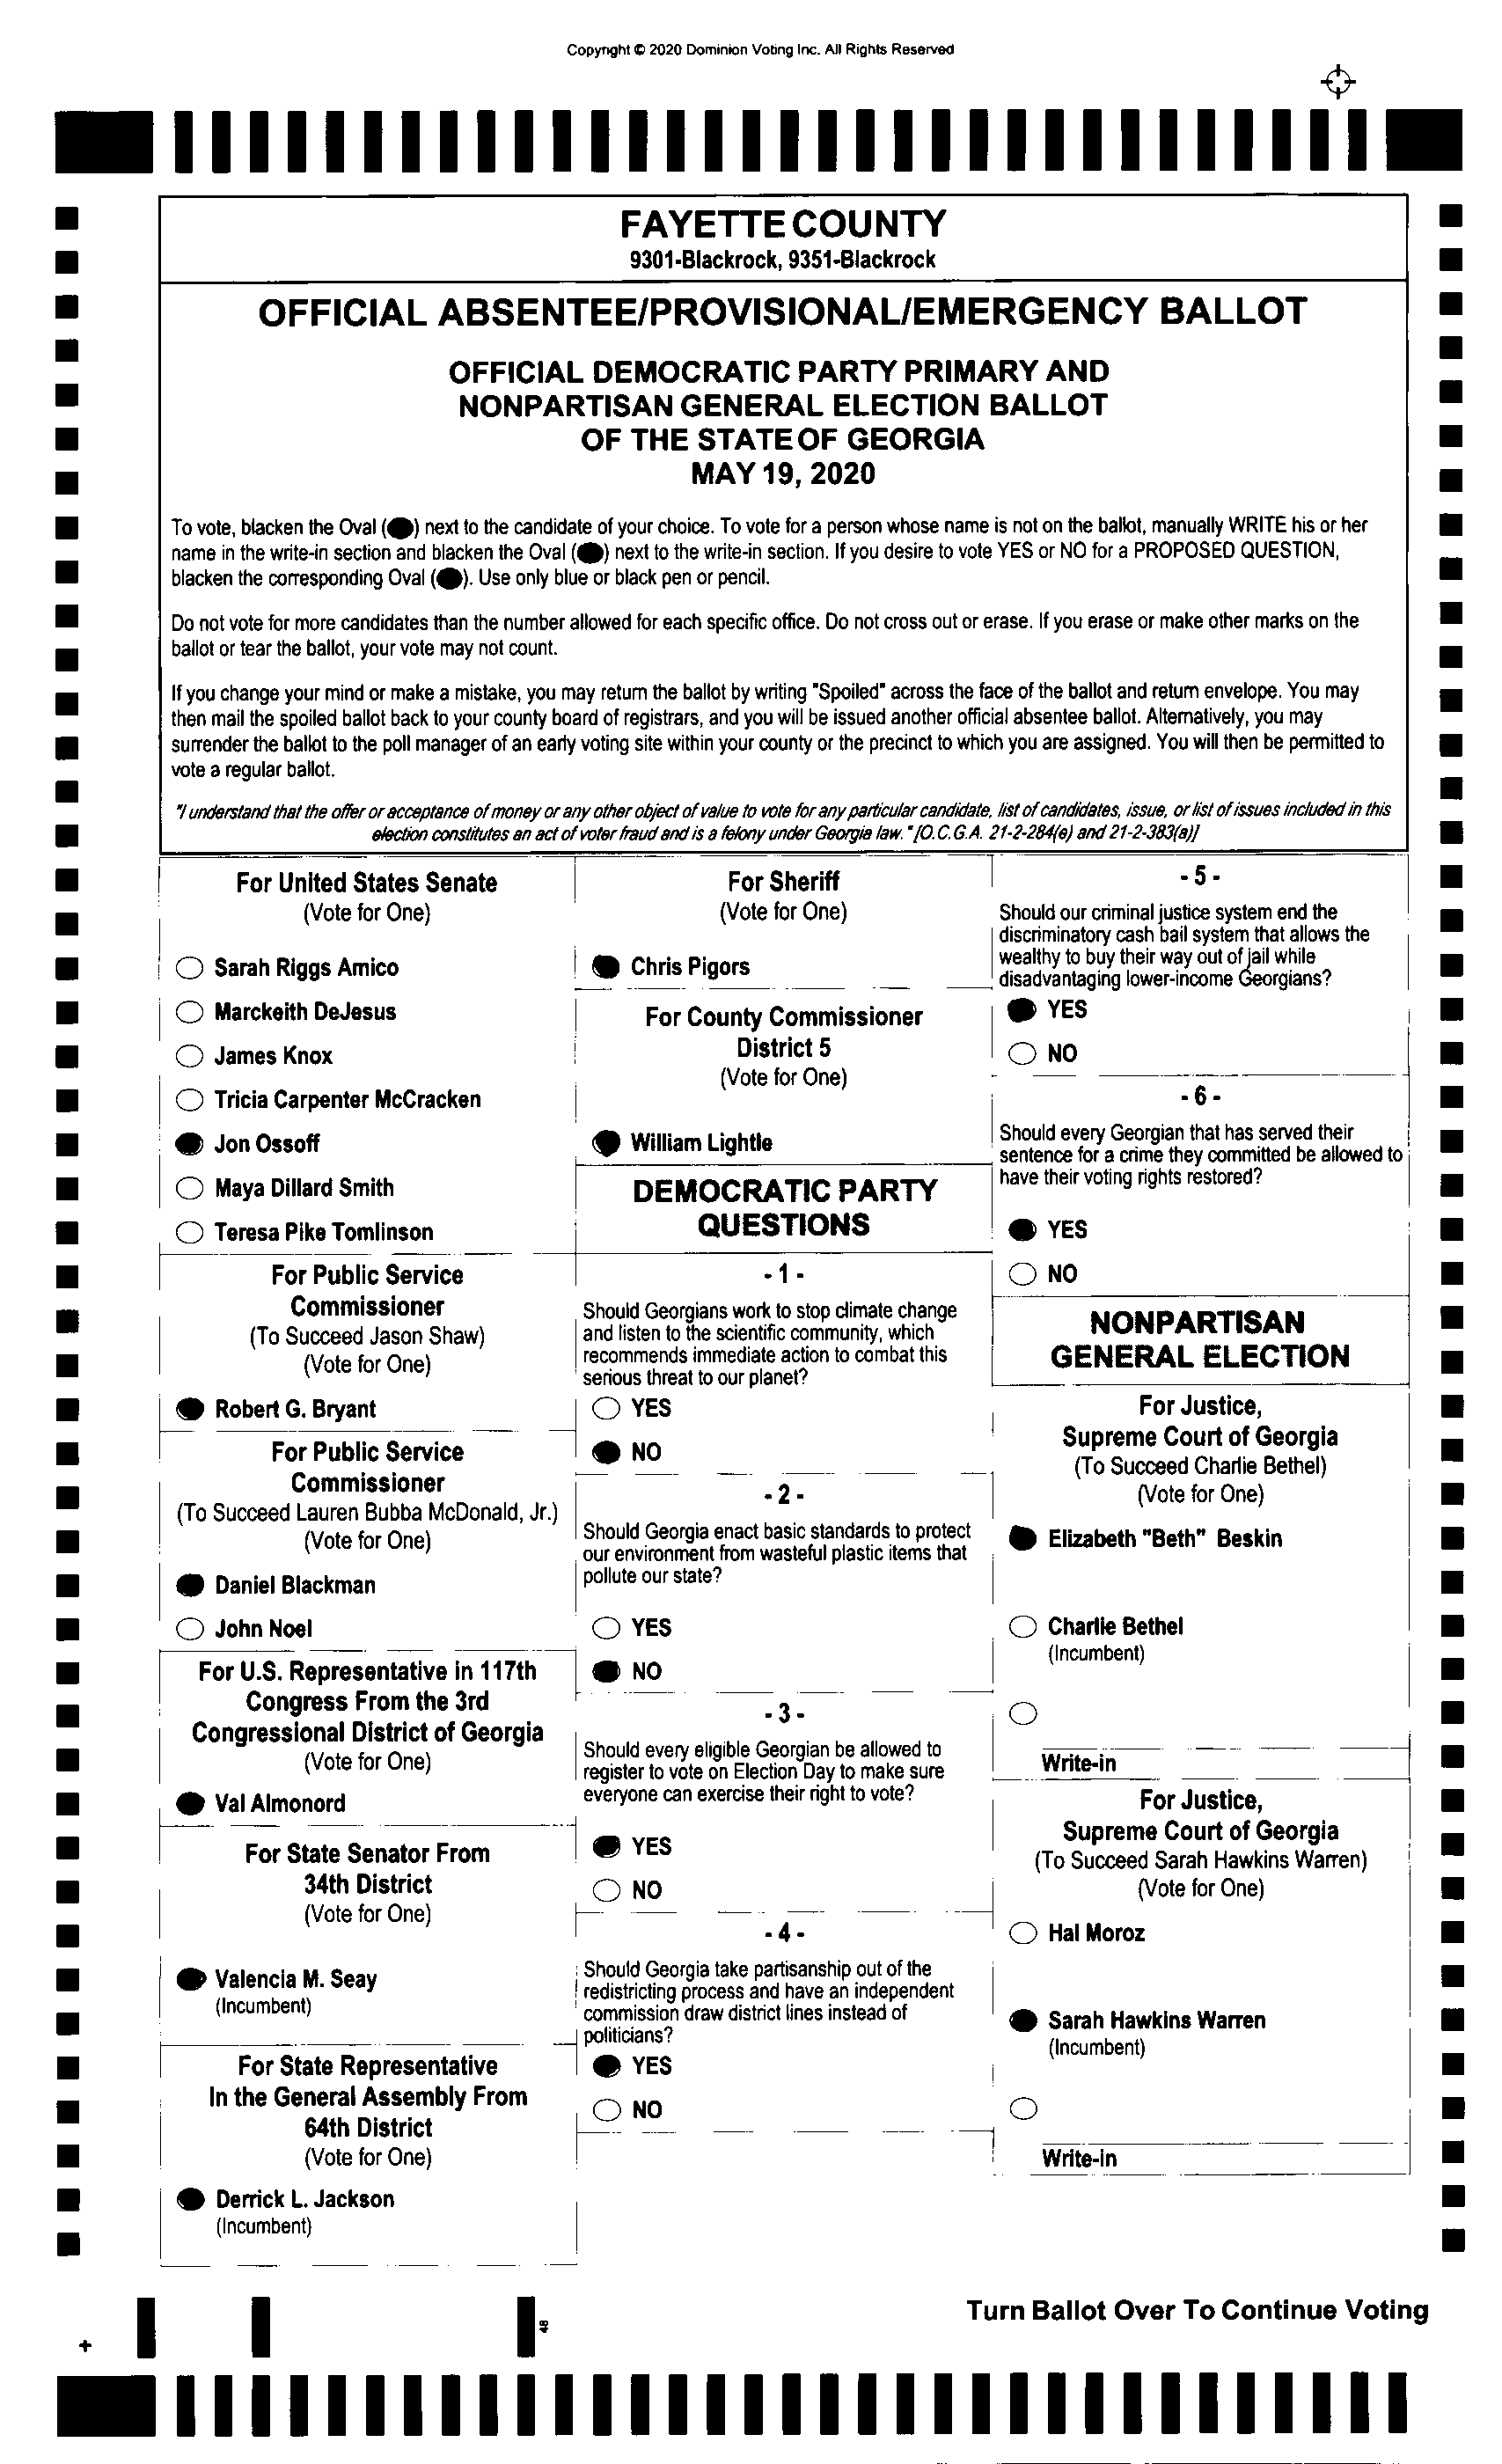 Copyright © 2020 Dominion Voting Inc. All Rights Reserved
FAYETTE COUNTY
9301-Blackrock, 9351-Blackrock
OFFICIAL ABSENTEE/PROVISIONAL/EMERGENCY BALLOT
OFFICIAL DEMOCRATIC PARTY PRIMARY AND
NONPARTISAN GENERAL ELECTION BALLOT
OF THE STATE OF GEORGIA
MAY 19, 2020
To vote, blacken the Oval ( ) next to the candidate of your choice. To vote for a person whose name is not on the ballot, manually WRITE his or her
name in the write-in section and blacken the Oval ( ) next to the write-in section. If you desire to vote YES or NO for a PROPOSED QUESTION,
blacken the corresponding Oval ( ). Use only blue or black pen or pencil.
Do not vote for more candidates than the number allowed for each specific office. Do not cross out or erase. If you erase or make other marks on the
ballot or tear the ballot, your vote may not count.
If you change your mind or make a mistake, you may return the ballot by writing "Spoiled" across the face of the ballot and return envelope. You may
then mail the spoiled ballot back to your county board of registrars, and you will be issued another official absentee ballot. Alternatively, you may
surrender the ballot to the poll manager of an early voting site within your county or the precinct to which you are assigned. You will then be permitted to
vote a regular ballot.
"I understand that the offer or acceptance of money or any other object of value to vote for any particular candidate, list of candidates, issue, or list of issues included in this
election constitutes an act of voter fraud and is a felony under Georgia law." [O.C.G.A. 21-2-284(e) and 21-2-383(a)]
For United States Senate
(Vote for One)
Sarah Riggs Amico
Marckeith DeJesus
James Knox
Tricia Carpenter McCracken
Jon Ossoff
Maya Dillard Smith
Teresa Pike Tomlinson
For Public Service
Commissioner
(To Succeed Jason Shaw)
(Vote for One)
Robert G. Bryant
For Public Service
Commissioner
(To Succeed Lauren Bubba McDonald, Jr.)
(Vote for One)
Daniel Blackman
John Noel
For U.S. Representative in 117th
Congress From the 3rd
Congressional District of Georgia
(Vote for One)
Val Almonord
For State Senator From
34th District
(Vote for One)
Valencia M. Seay
(Incumbent)
For State Representative
In the General Assembly From
64th District
(Vote for One)
Derrick L. Jackson
(Incumbent)
For Sheriff
(Vote for One)
Chris Pigors
For County Commissioner
District 5
(Vote for One)
William Lightle
DEMOCRATIC PARTY
QUESTIONS
- 1 -
Should Georgians work to stop climate change
and listen to the scientific community, which
recommends immediate action to combat this
serious threat to our planet?
YES
NO
- 2 -
Should Georgia enact basic standards to protect
our environment from wasteful plastic items that
pollute our state?
YES
NO
- 3 -
Should every eligible Georgian be allowed to
register to vote on Election Day to make sure
everyone can exercise their right to vote?
YES
NO
- 4 -
Should Georgia take partisanship out of the
redistricting process and have an independent
commission draw district lines instead of
politicians?
YES
NO
- 5 -
Should our criminal justice system end the
discriminatory cash bail system that allows the
wealthy to buy their way out of jail while
disadvantaging lower-income Georgians?
YES
NO
- 6 -
Should every Georgian that has served their
sentence for a crime they committed be allowed to
have their voting rights restored?
YES
NO
NONPARTISAN
GENERAL ELECTION
For Justice,
Supreme Court of Georgia
(To Succeed Charlie Bethel)
(Vote for One)
Elizabeth "Beth" Beskin
Charlie Bethel
(Incumbent)
Write-in
For Justice,
Supreme Court of Georgia
(To Succeed Sarah Hawkins Warren)
(Vote for One)
Hal Moroz
Sarah Hawkins Warren
(Incumbent)
Write-in
Turn Ballot Over To Continue Voting
48